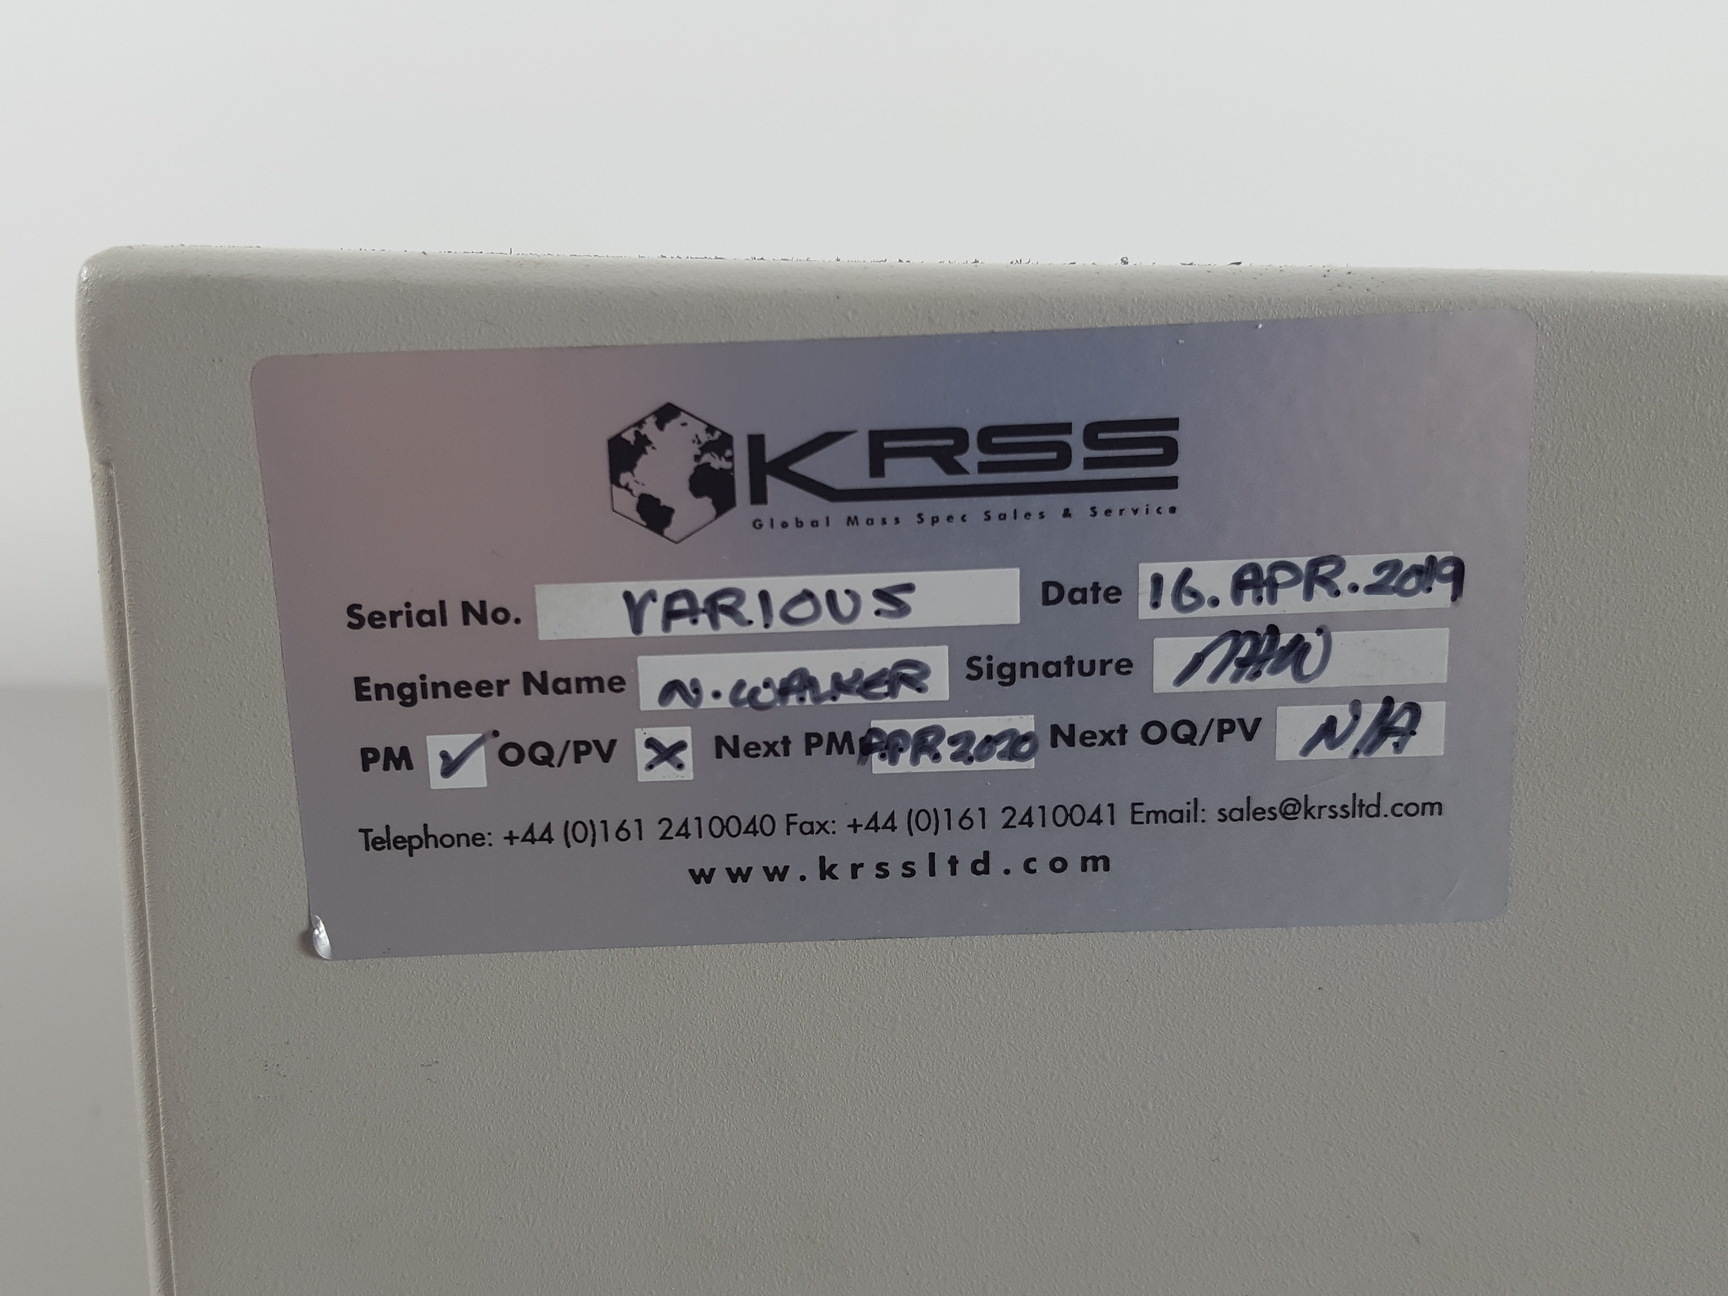 KRSS
Global Mass Spec Sales & Service
Serial No. VARIOUS Date 16.APR.2019
Engineer Name N.WALKER Signature
PM ✓ OQ/PV X Next PM APR 2020 Next OQ/PV N/A
Telephone: +44 (0)161 2410040 Fax: +44 (0)161 2410041 Email: sales@krssltd.com
www.krssltd.com